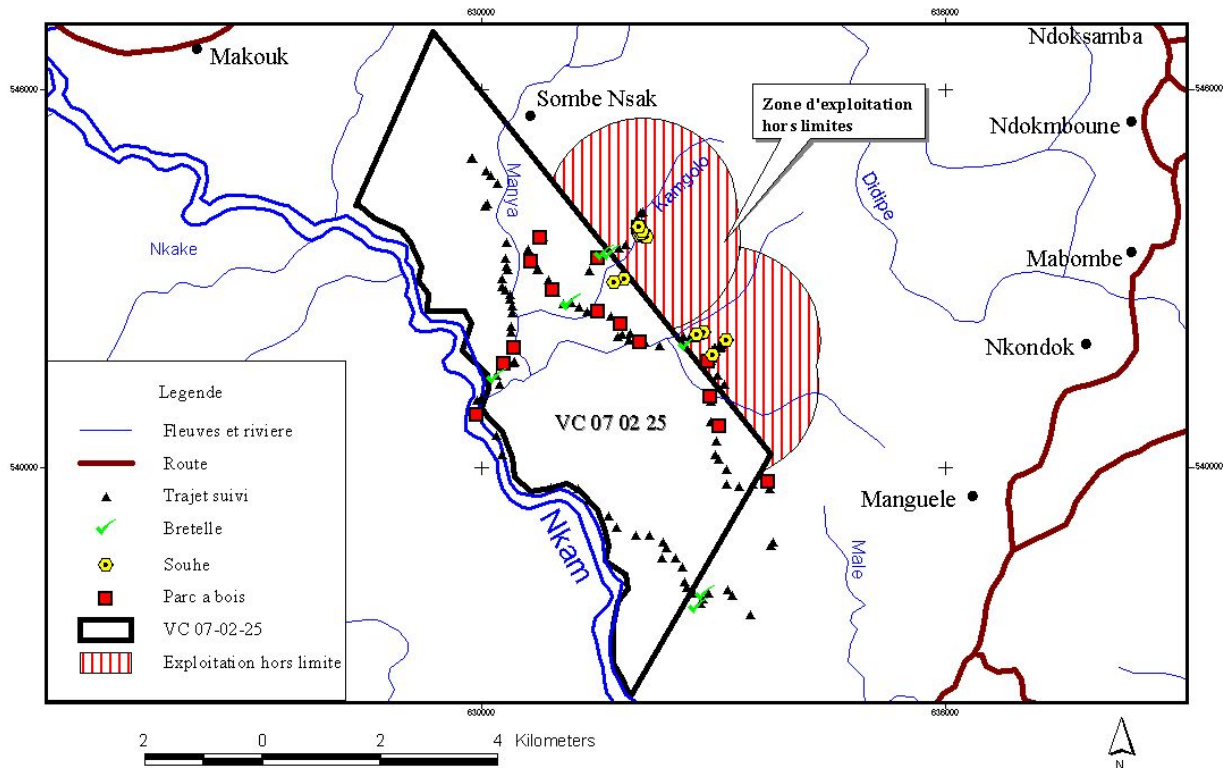 630000
636000
Makouk
Ndoksamba
546000
546000
Sombe Nsak
Zone d'exploitation
hors limites
Ndokmboune
Manya
Kamgolo
Didipe
Nkake
Mabombe
Nkondok
Legende
Fleuves et riviere
Route
Trajet suivi
Bretelle
Souhe
Parc a bois
VC 07-02-25
Exploitation hors limite
VC 07 02 25
540000
540000
Manguele
Nkam
Male
630000
636000
2 0 2 4 Kilometers
N